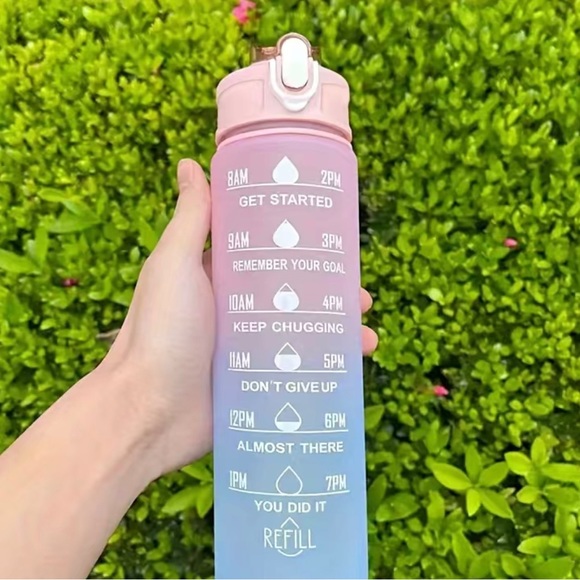 8AM 2PM
GET STARTED
9AM 3PM
REMEMBER YOUR GOAL
10AM 4PM
KEEP CHUGGING
11AM 5PM
DON'T GIVE UP
12PM 6PM
ALMOST THERE
1PM 7PM
YOU DID IT
REFILL